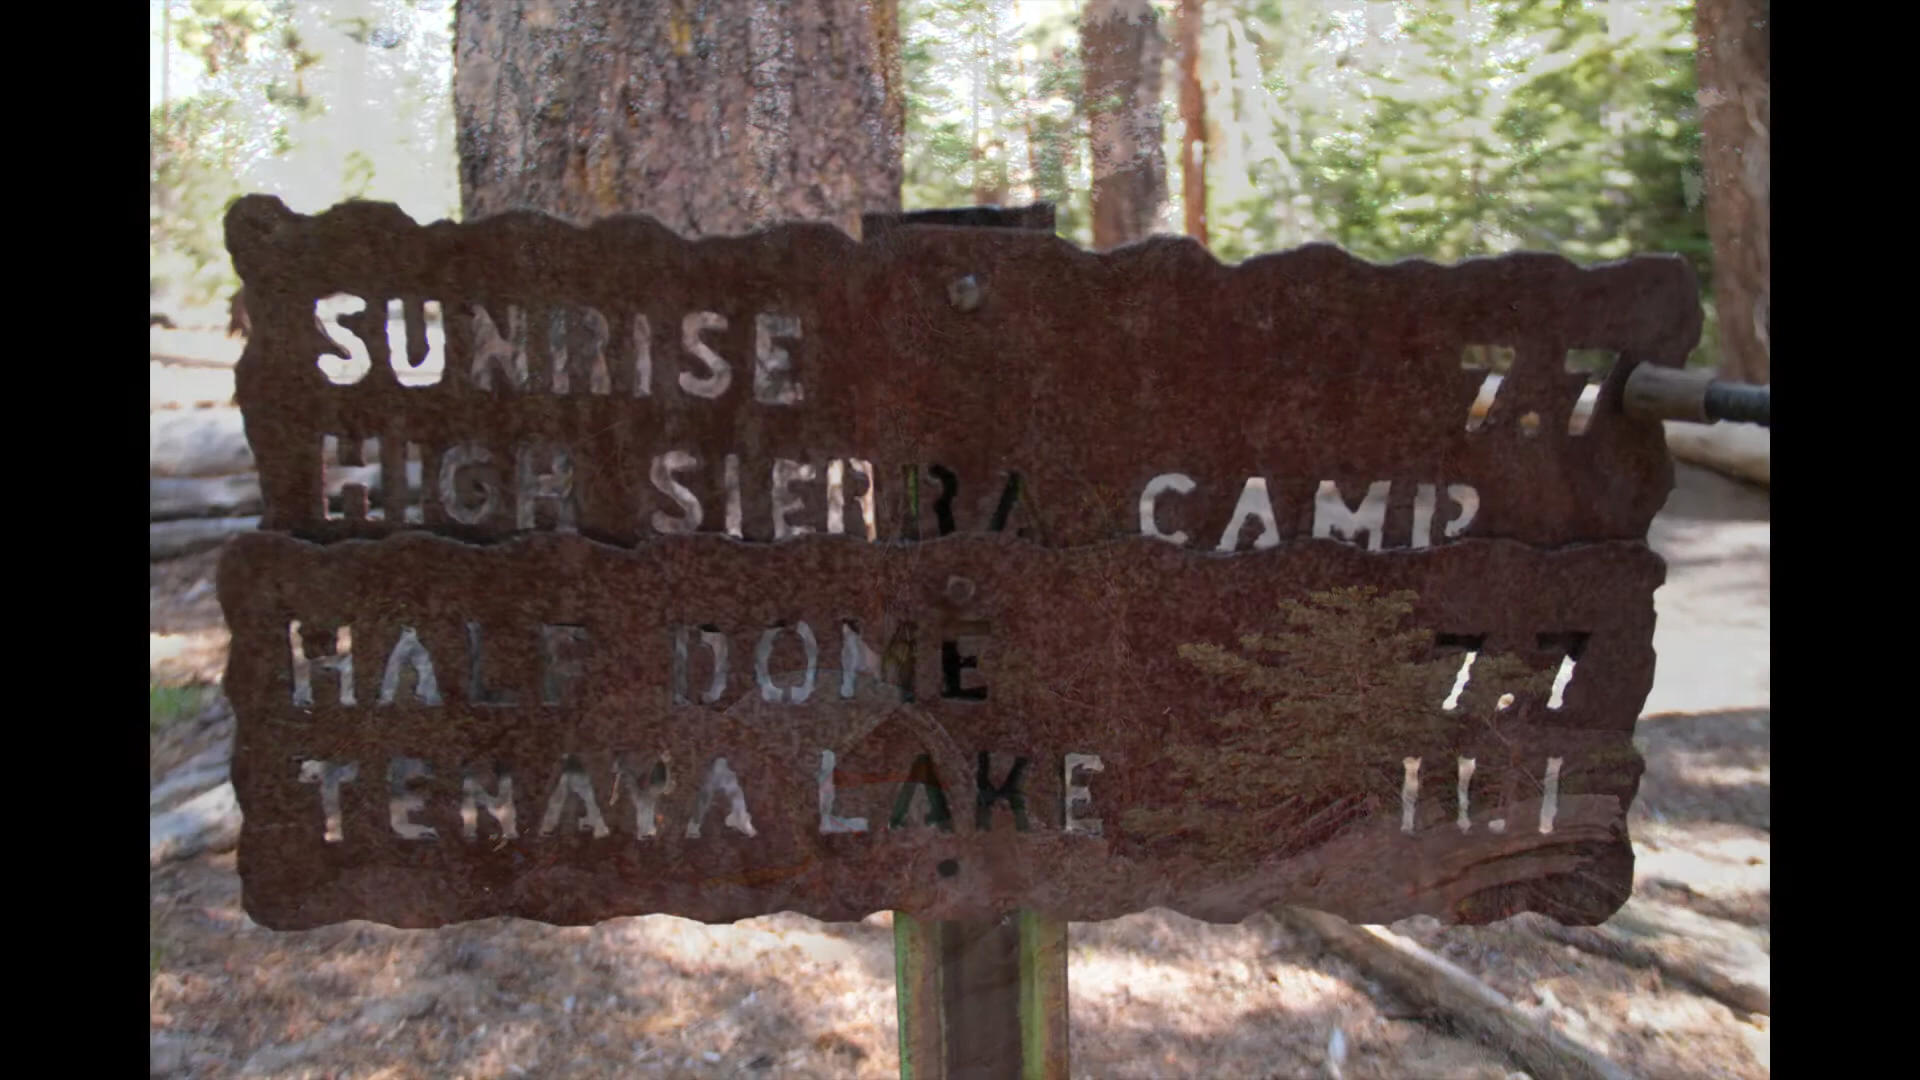 SUNRISE 7.7
HIGH SIERRA CAMP
HALF DOME 7.7
TENAYA LAKE 11.1